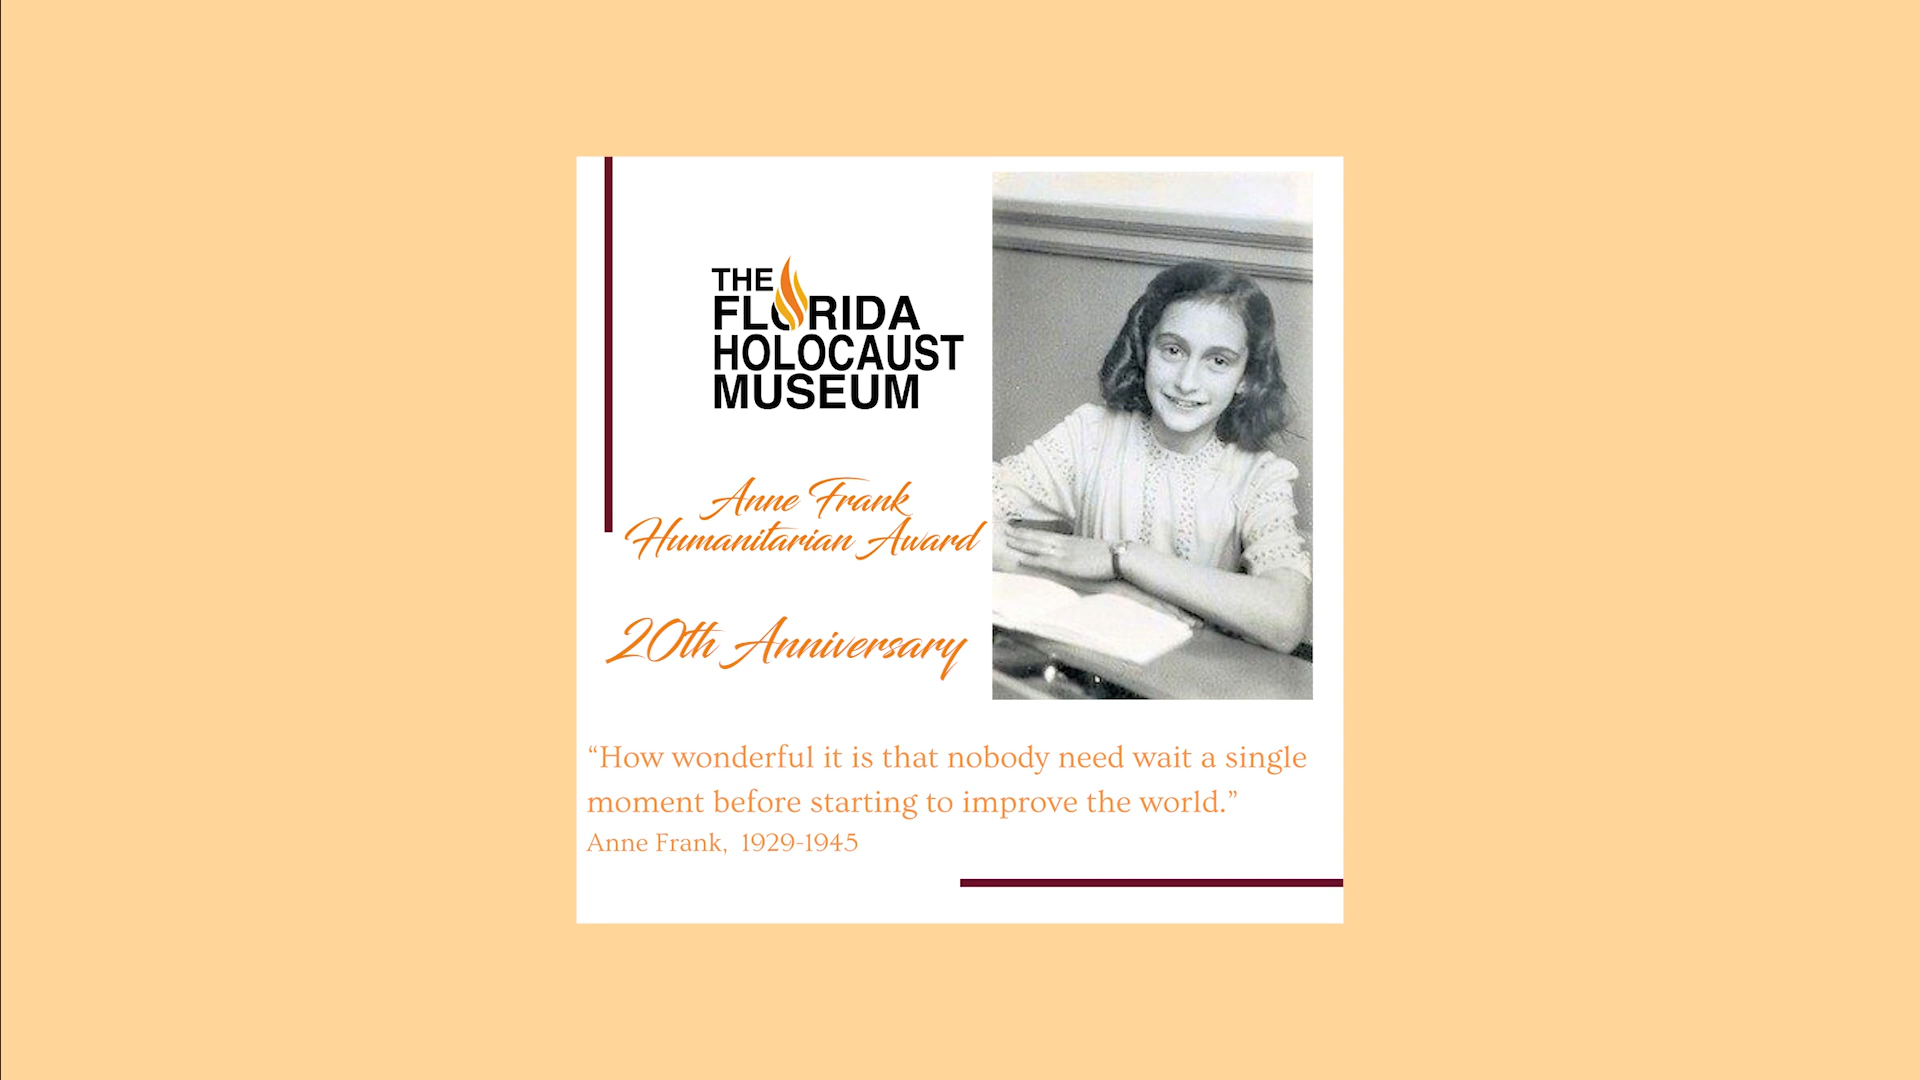 THE
FLORIDA
HOLOCAUST
MUSEUM
Anne Frank
Humanitarian Award
20th Anniversary
“How wonderful it is that nobody need wait a single
moment before starting to improve the world.”
Anne Frank, 1929-1945